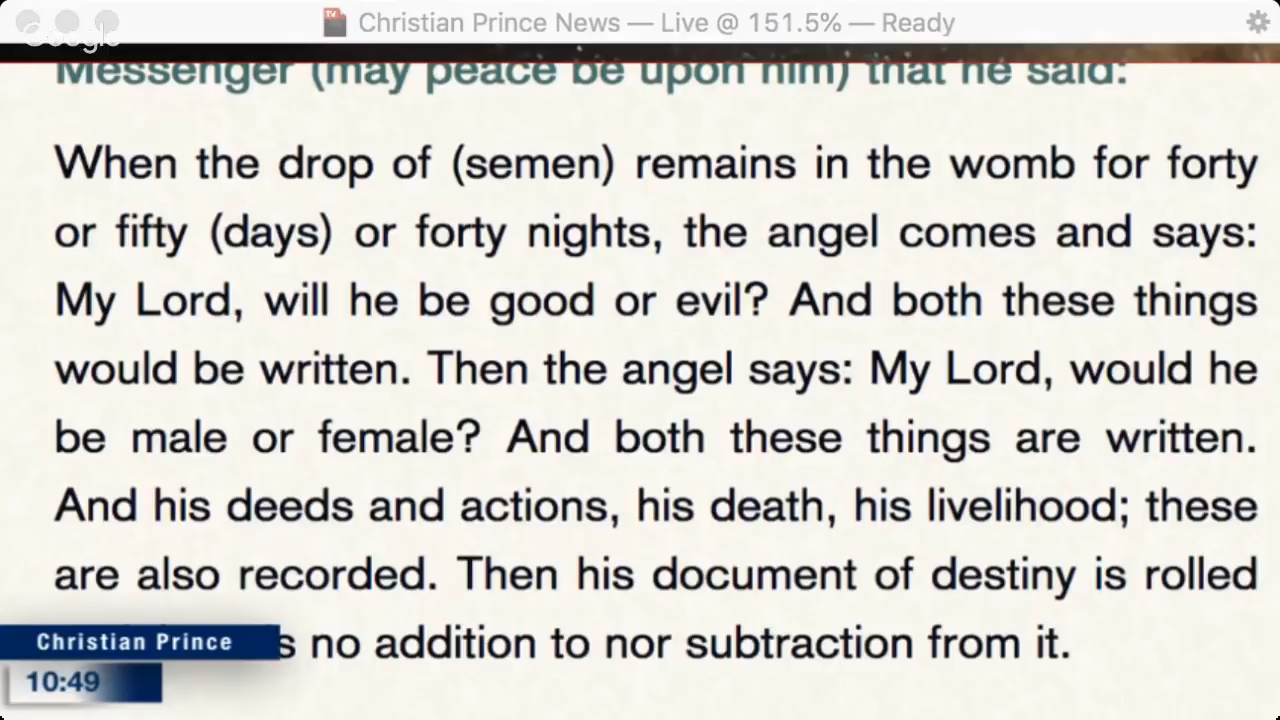 Christian Prince News — Live @ 151.5% — Ready
Google
Messenger (may peace be upon him) that he said:
When the drop of (semen) remains in the womb for forty
or fifty (days) or forty nights, the angel comes and says:
My Lord, will he be good or evil? And both these things
would be written. Then the angel says: My Lord, would he
be male or female? And both these things are written.
And his deeds and actions, his death, his livelihood; these
are also recorded. Then his document of destiny is rolled
no addition to nor subtraction from it.
Christian Prince
10:49